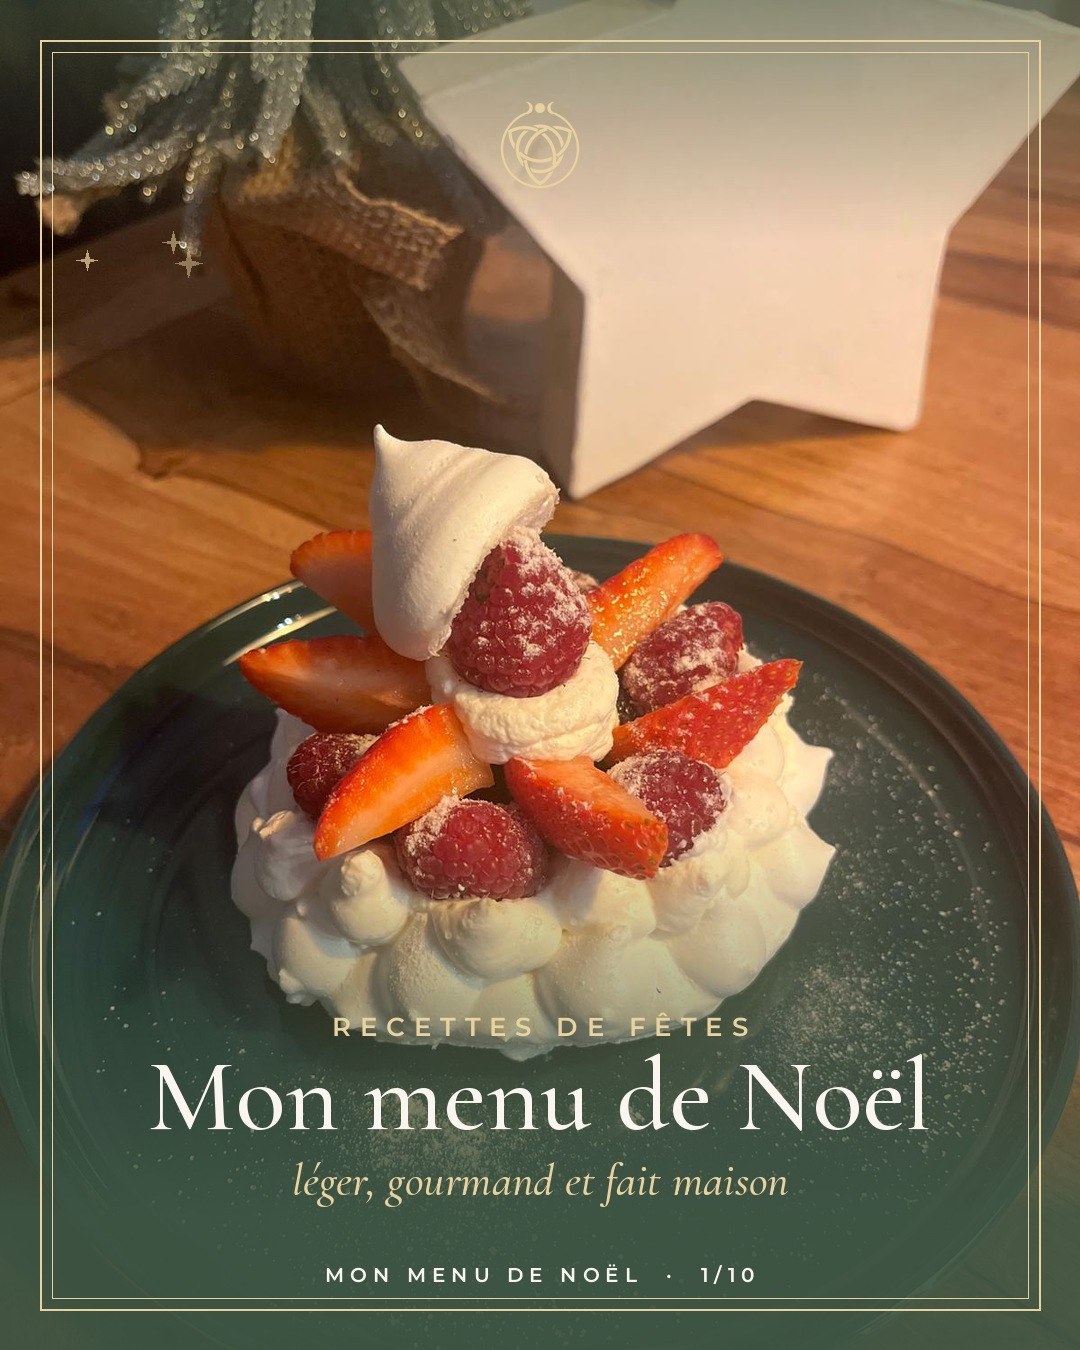 RECETTES DE FÊTES
Mon menu de Noël
léger, gourmand et fait maison
MON MENU DE NOËL · 1/10